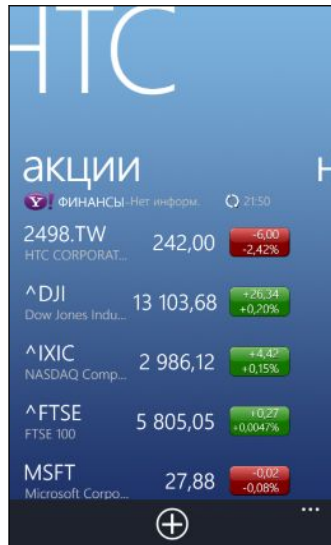 HTC
акции
Y! ФИНАНСЫ-Нет информ. 21:50
2498.TW 242,00 -6,00
HTC CORPORAT... -2,42%
^DJI 13 103,68 +26,34
Dow Jones Indu... +0,20%
^IXIC 2 986,12 +4,42
NASDAQ Comp... +0,15%
^FTSE 5 805,05 +0,27
FTSE 100 +0,0047%
MSFT 27,88 -0,02
Microsoft Corpo... -0,08%